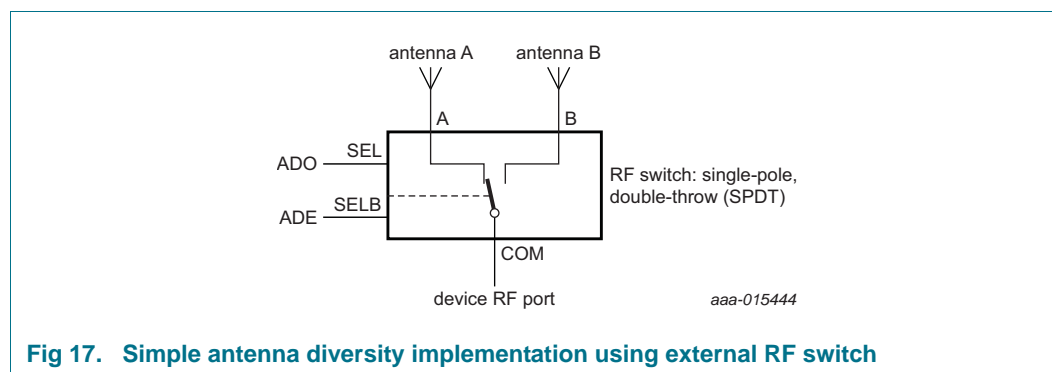 antenna A
antenna B
A
B
ADO
SEL
ADE
SELB
RF switch: single-pole,
double-throw (SPDT)
COM
device RF port
aaa-015444
Fig 17. Simple antenna diversity implementation using external RF switch